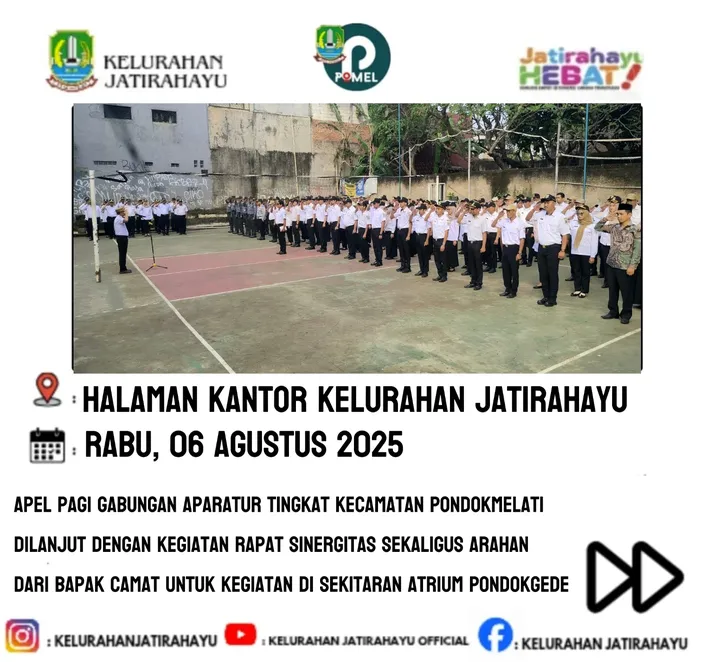 KELURAHAN
JATIRAHAYU
POMEL
Jatirahayu
HEBAT!
: HALAMAN KANTOR KELURAHAN JATIRAHAYU
: RABU, 06 AGUSTUS 2025
APEL PAGI GABUNGAN APARATUR TINGKAT KECAMATAN PONDOKMELATI
DILANJUT DENGAN KEGIATAN RAPAT SINERGITAS SEKALIGUS ARAHAN
DARI BAPAK CAMAT UNTUK KEGIATAN DI SEKITARAN ATRIUM PONDOKGEDE
: KELURAHANJATIRAHAYU
: KELURAHAN JATIRAHAYU OFFICIAL
: KELURAHAN JATIRAHAYU